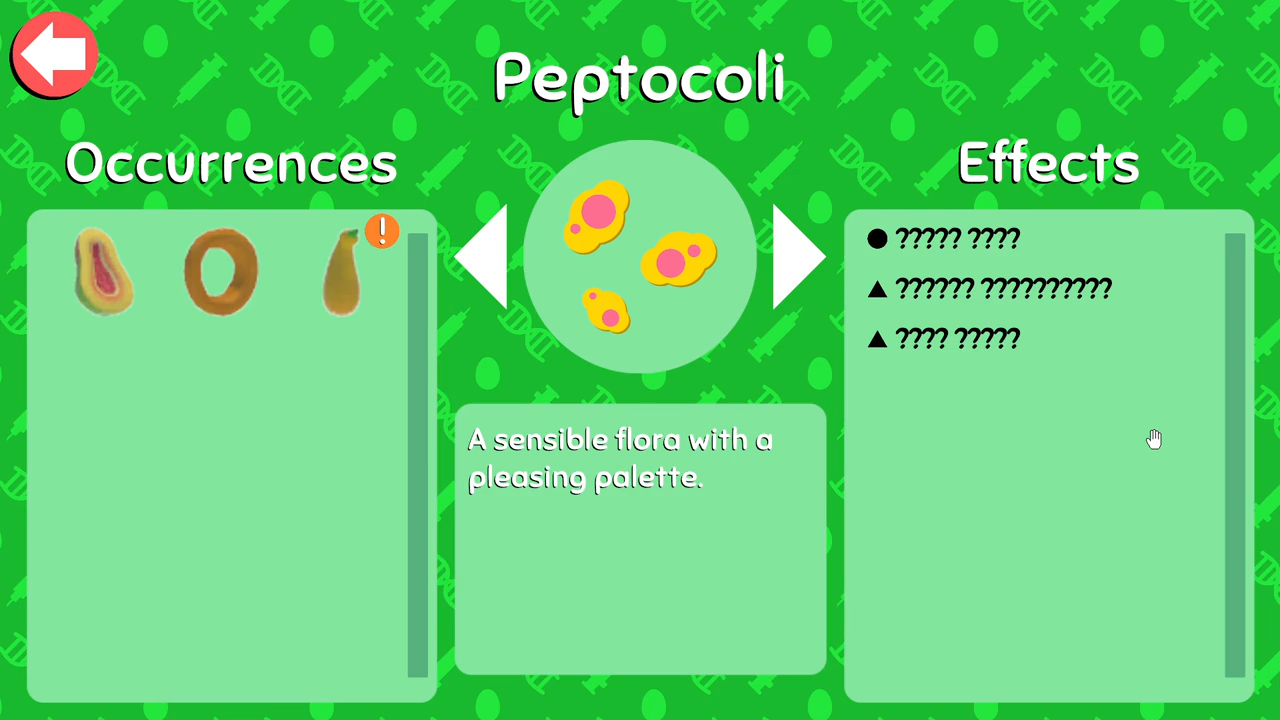 Peptocoli
Occurrences
Effects
!
????? ????
?????? ??????????
???? ?????
A sensible flora with a
pleasing palette.